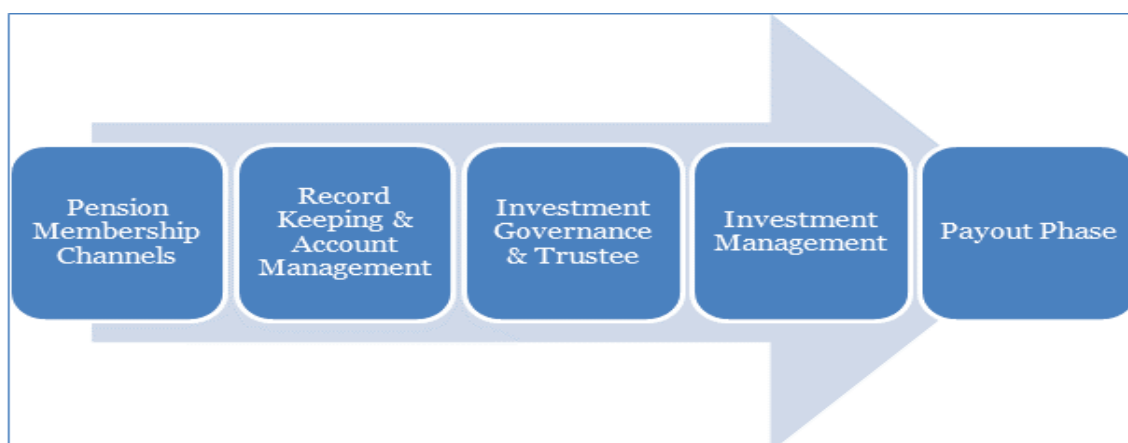 Pension
Membership
Channels
Record
Keeping &
Account
Management
Investment
Governance
& Trustee
Investment
Management
Payout Phase